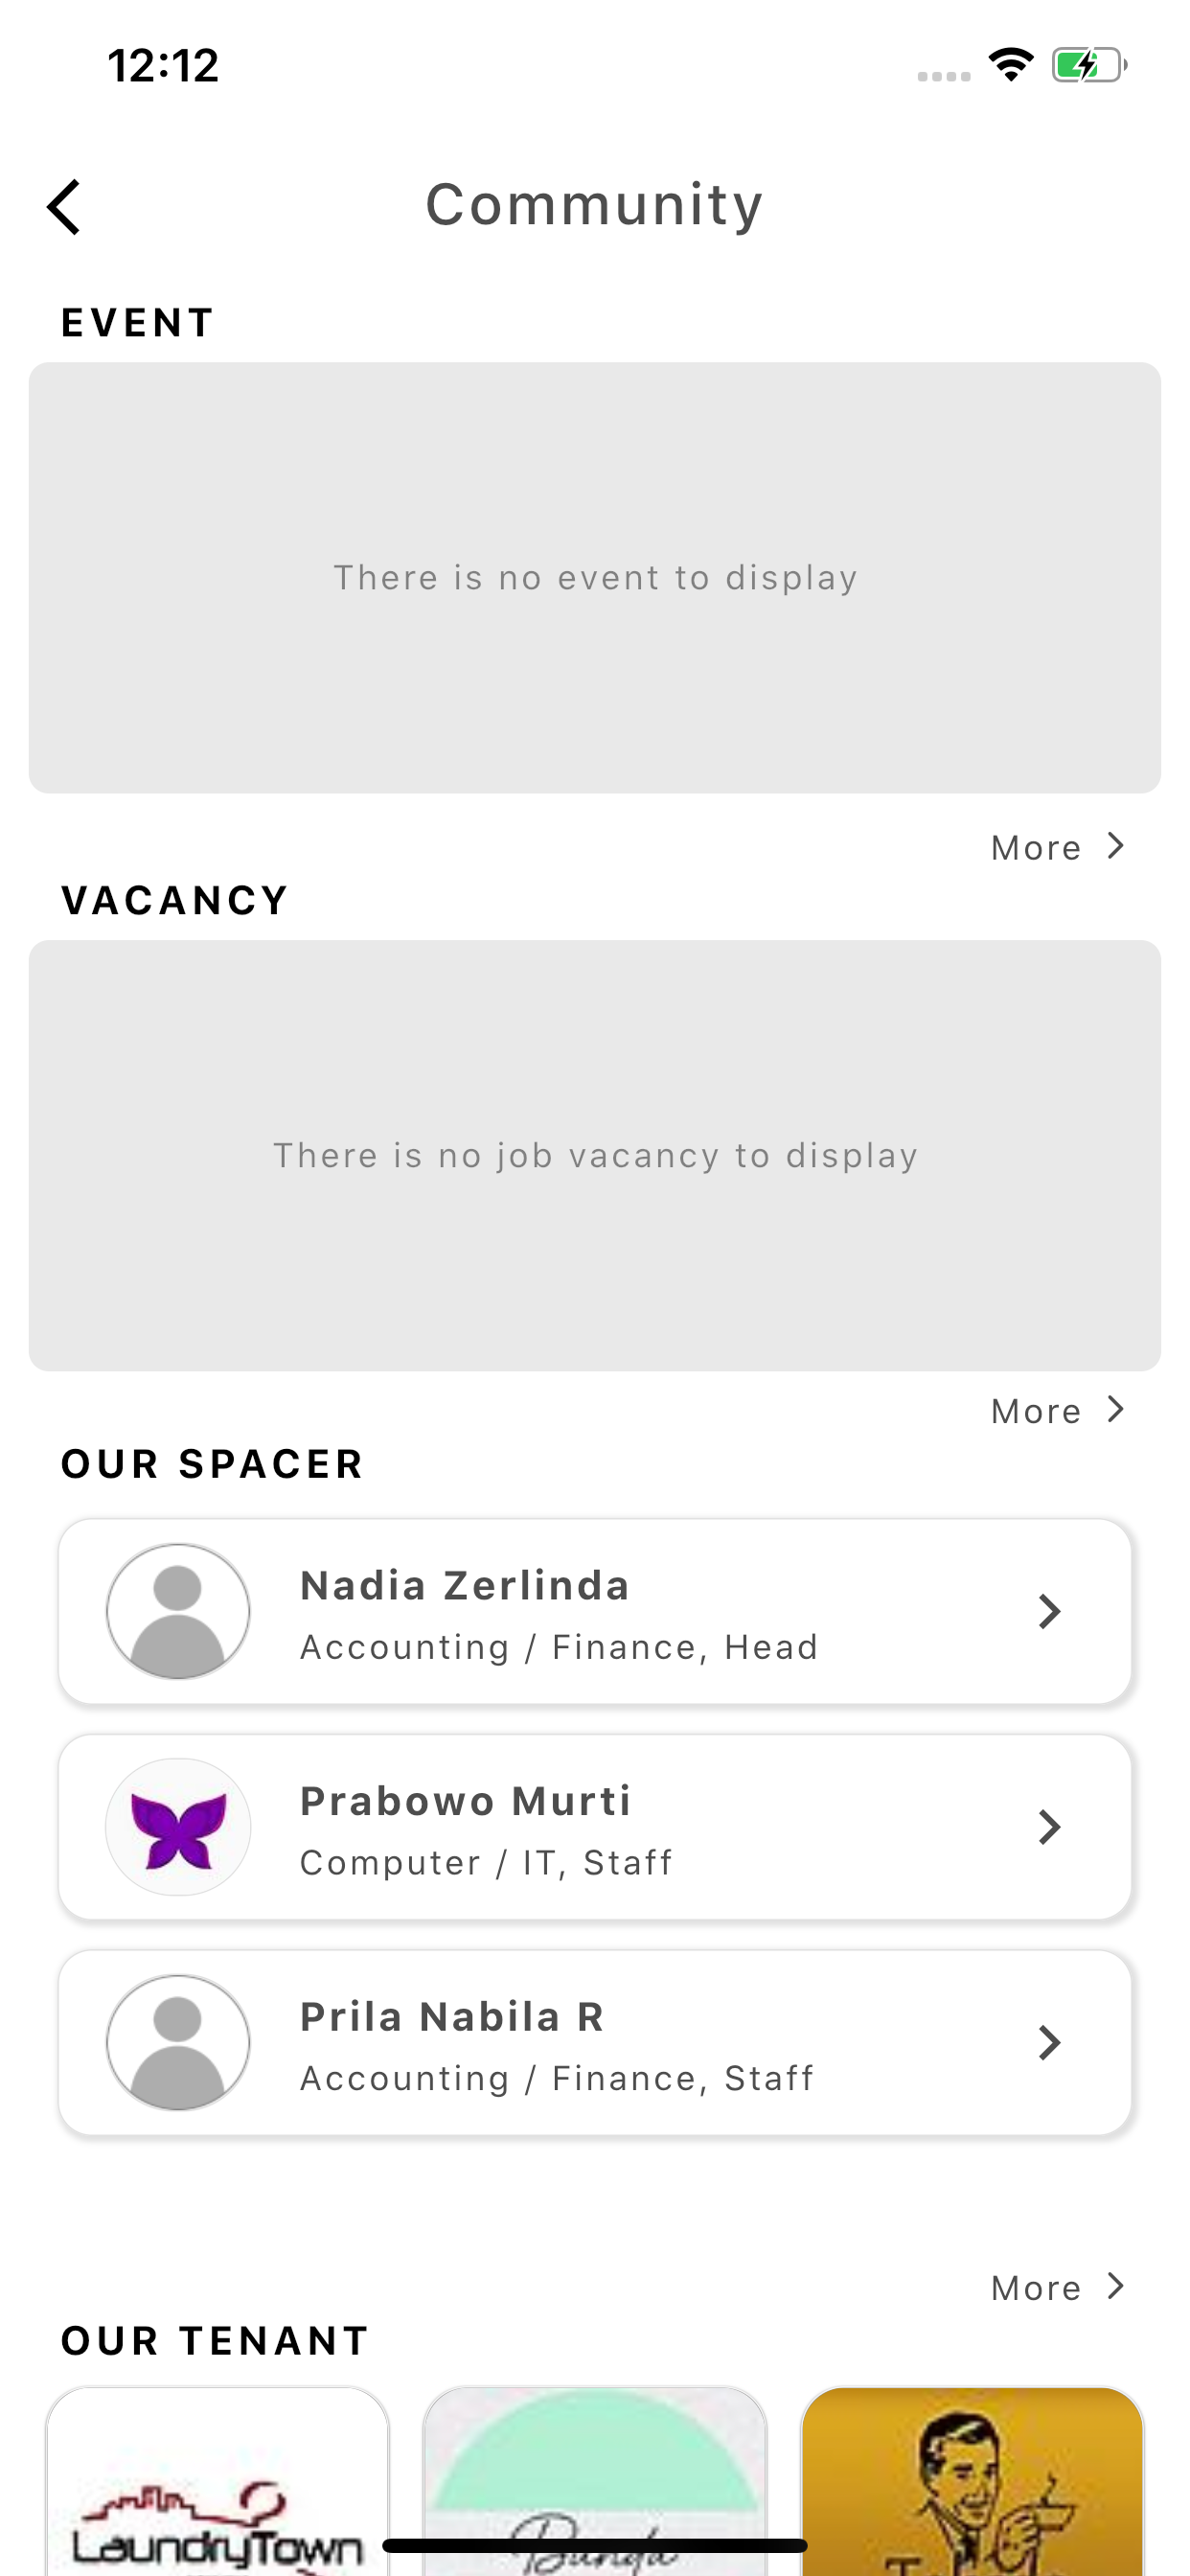 12:12
Community
EVENT
There is no event to display
More
VACANCY
There is no job vacancy to display
More
OUR SPACER
Nadia Zerlinda
Accounting / Finance, Head
Prabowo Murti
Computer / IT, Staff
Prila Nabila R
Accounting / Finance, Staff
More
OUR TENANT
LaundryTown
Bunda